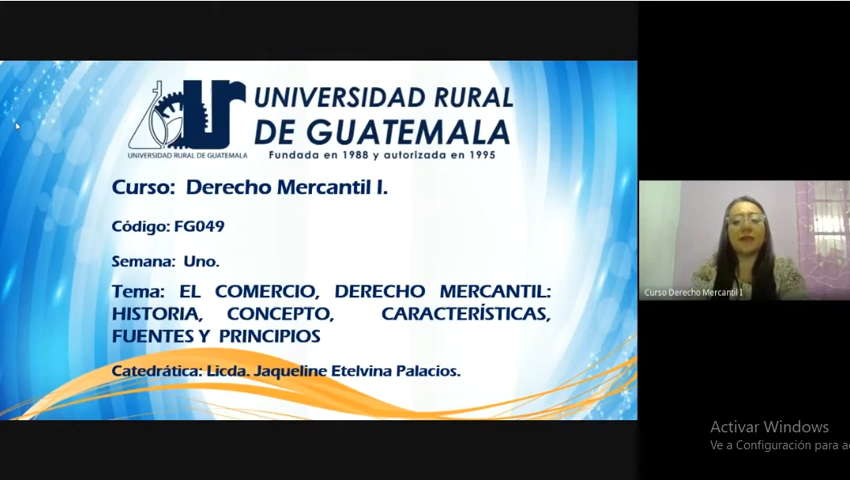 UNIVERSIDAD RURAL
DE GUATEMALA
Fundada en 1988 y autorizada en 1995
ur
UNIVERSIDAD RURAL DE GUATEMALA
Curso: Derecho Mercantil I.
Código: FG049
Semana: Uno.
Tema: EL COMERCIO, DERECHO MERCANTIL:
HISTORIA, CONCEPTO, CARACTERÍSTICAS,
FUENTES Y PRINCIPIOS
Catedrática: Licda. Jaqueline Etelvina Palacios.
Curso Derecho Mercantil I
Activar Windows
Ve a Configuración para